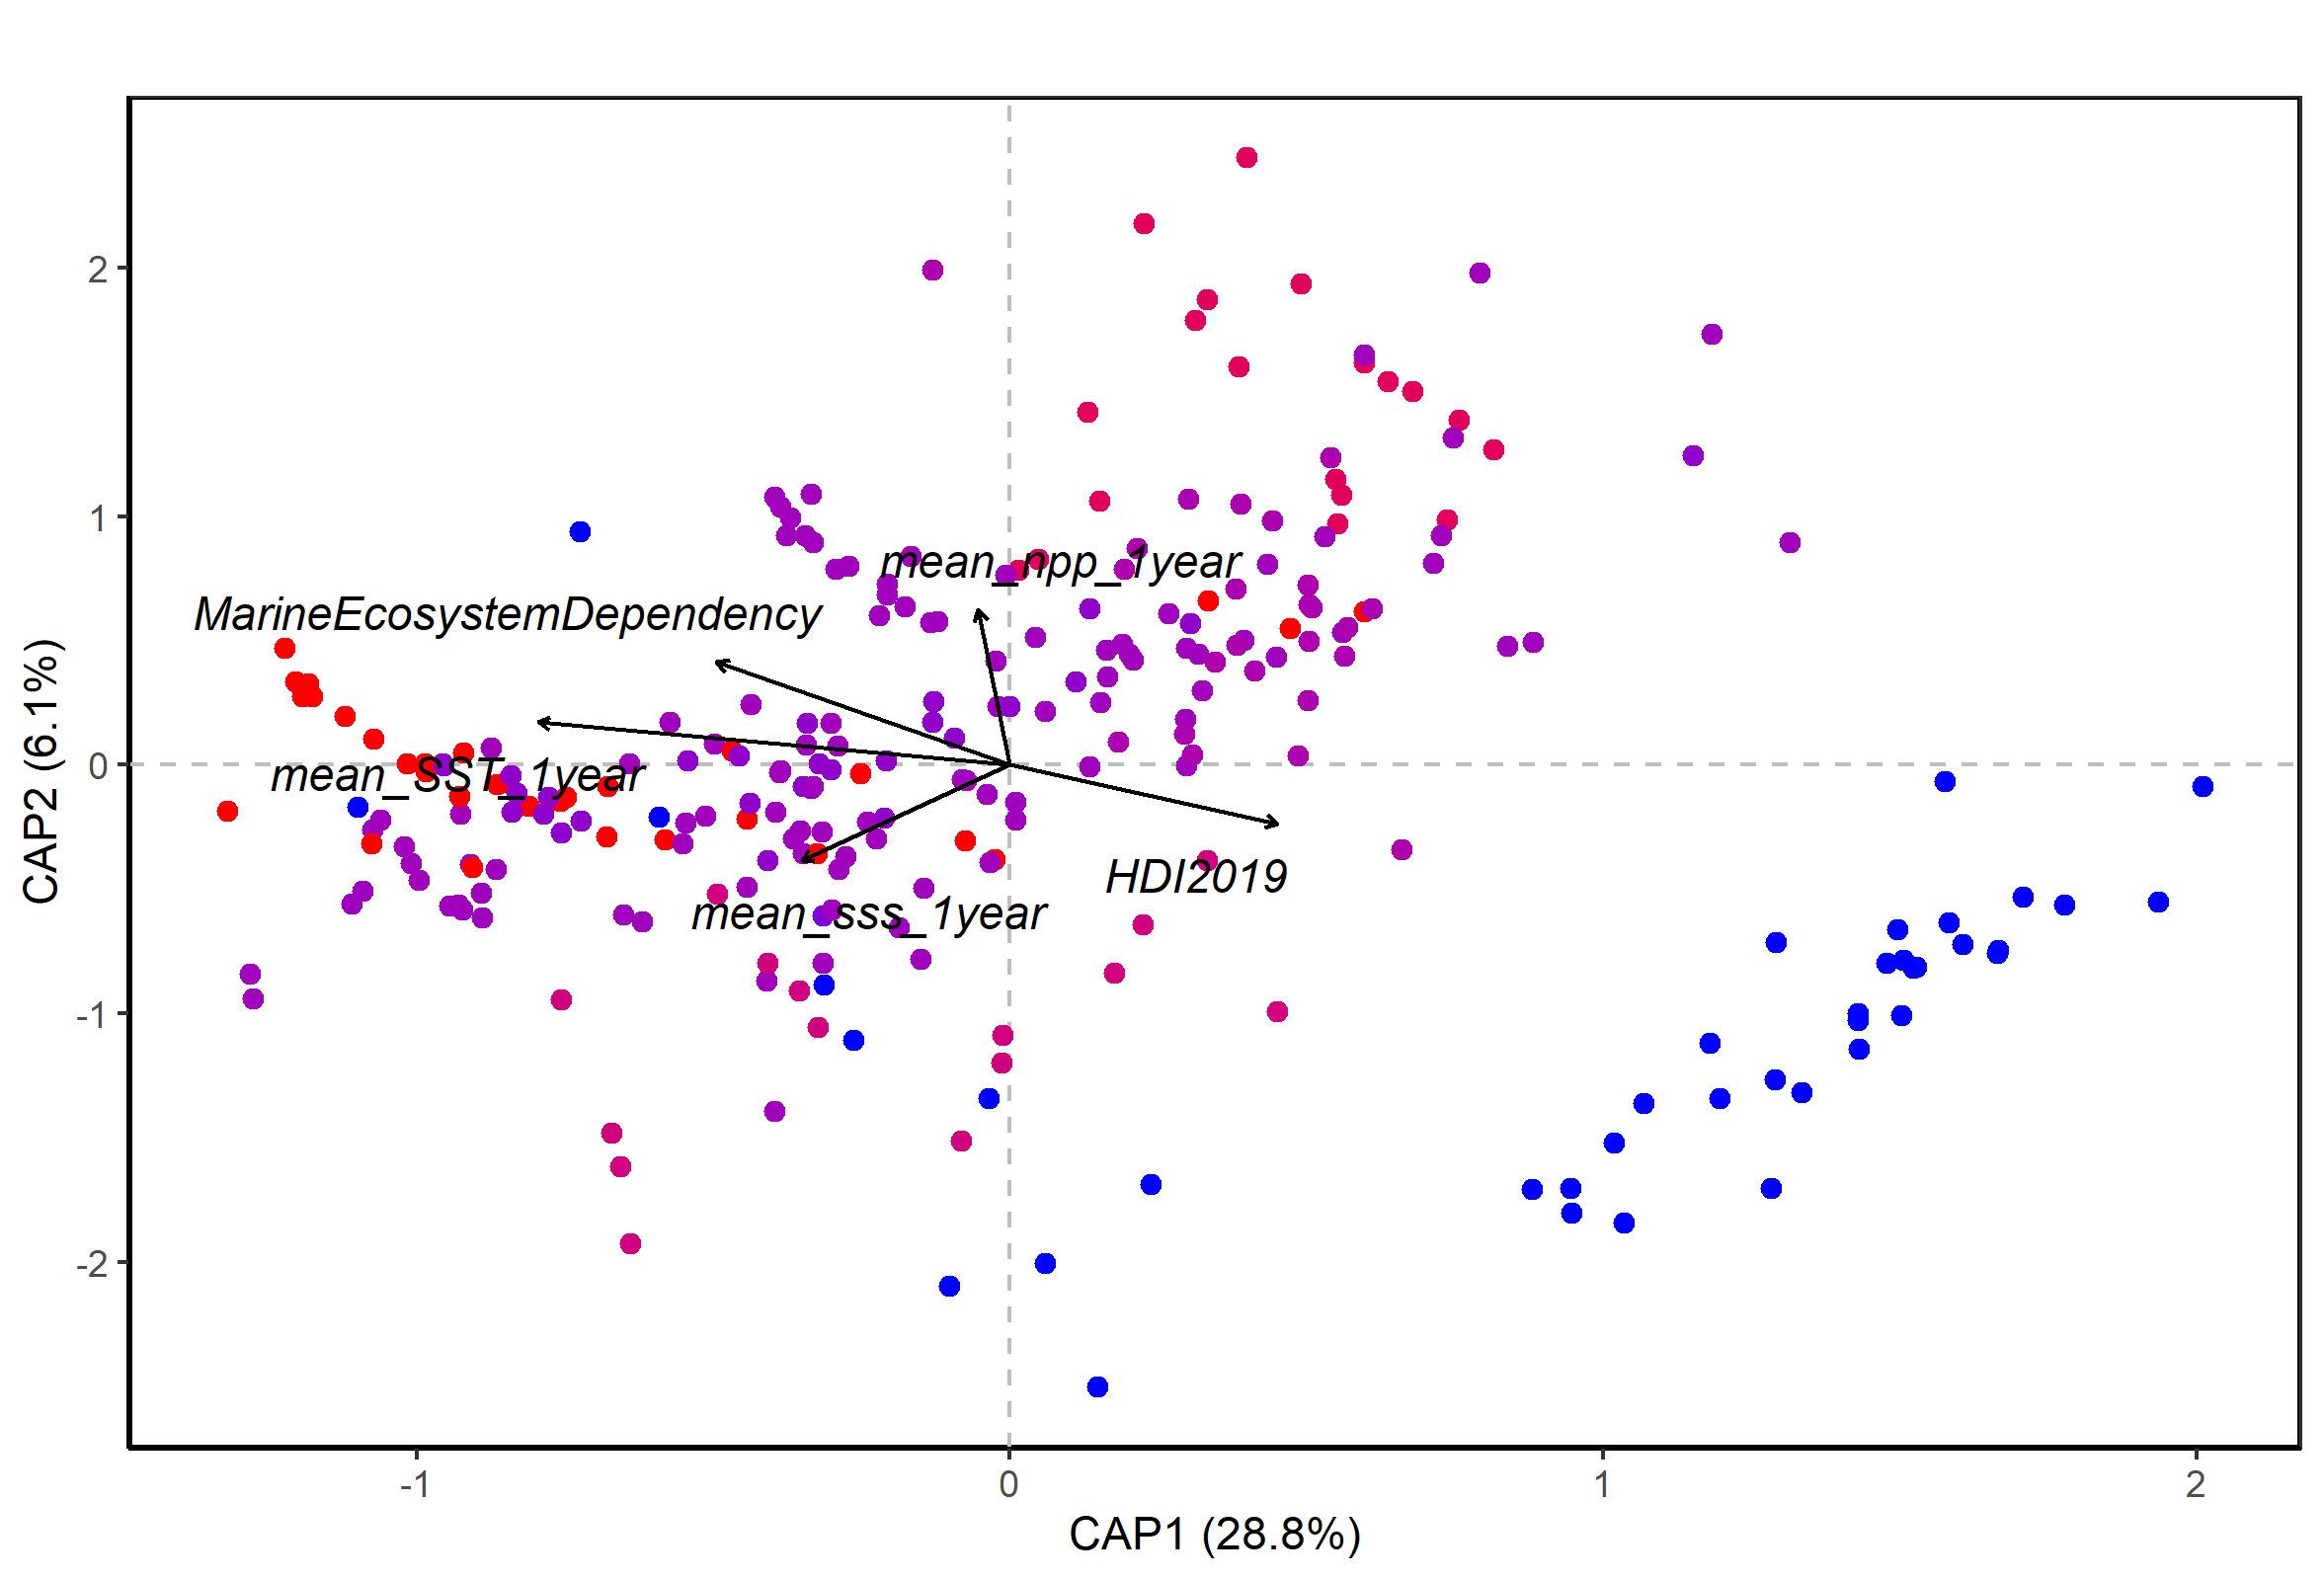 2
1
0
-1
-2
CAP2 (6.1%)
mean_npp_1year
MarineEcosystemDependency
mean_SST_1year
HDI2019
mean_sss_1year
-1
0
1
2
CAP1 (28.8%)